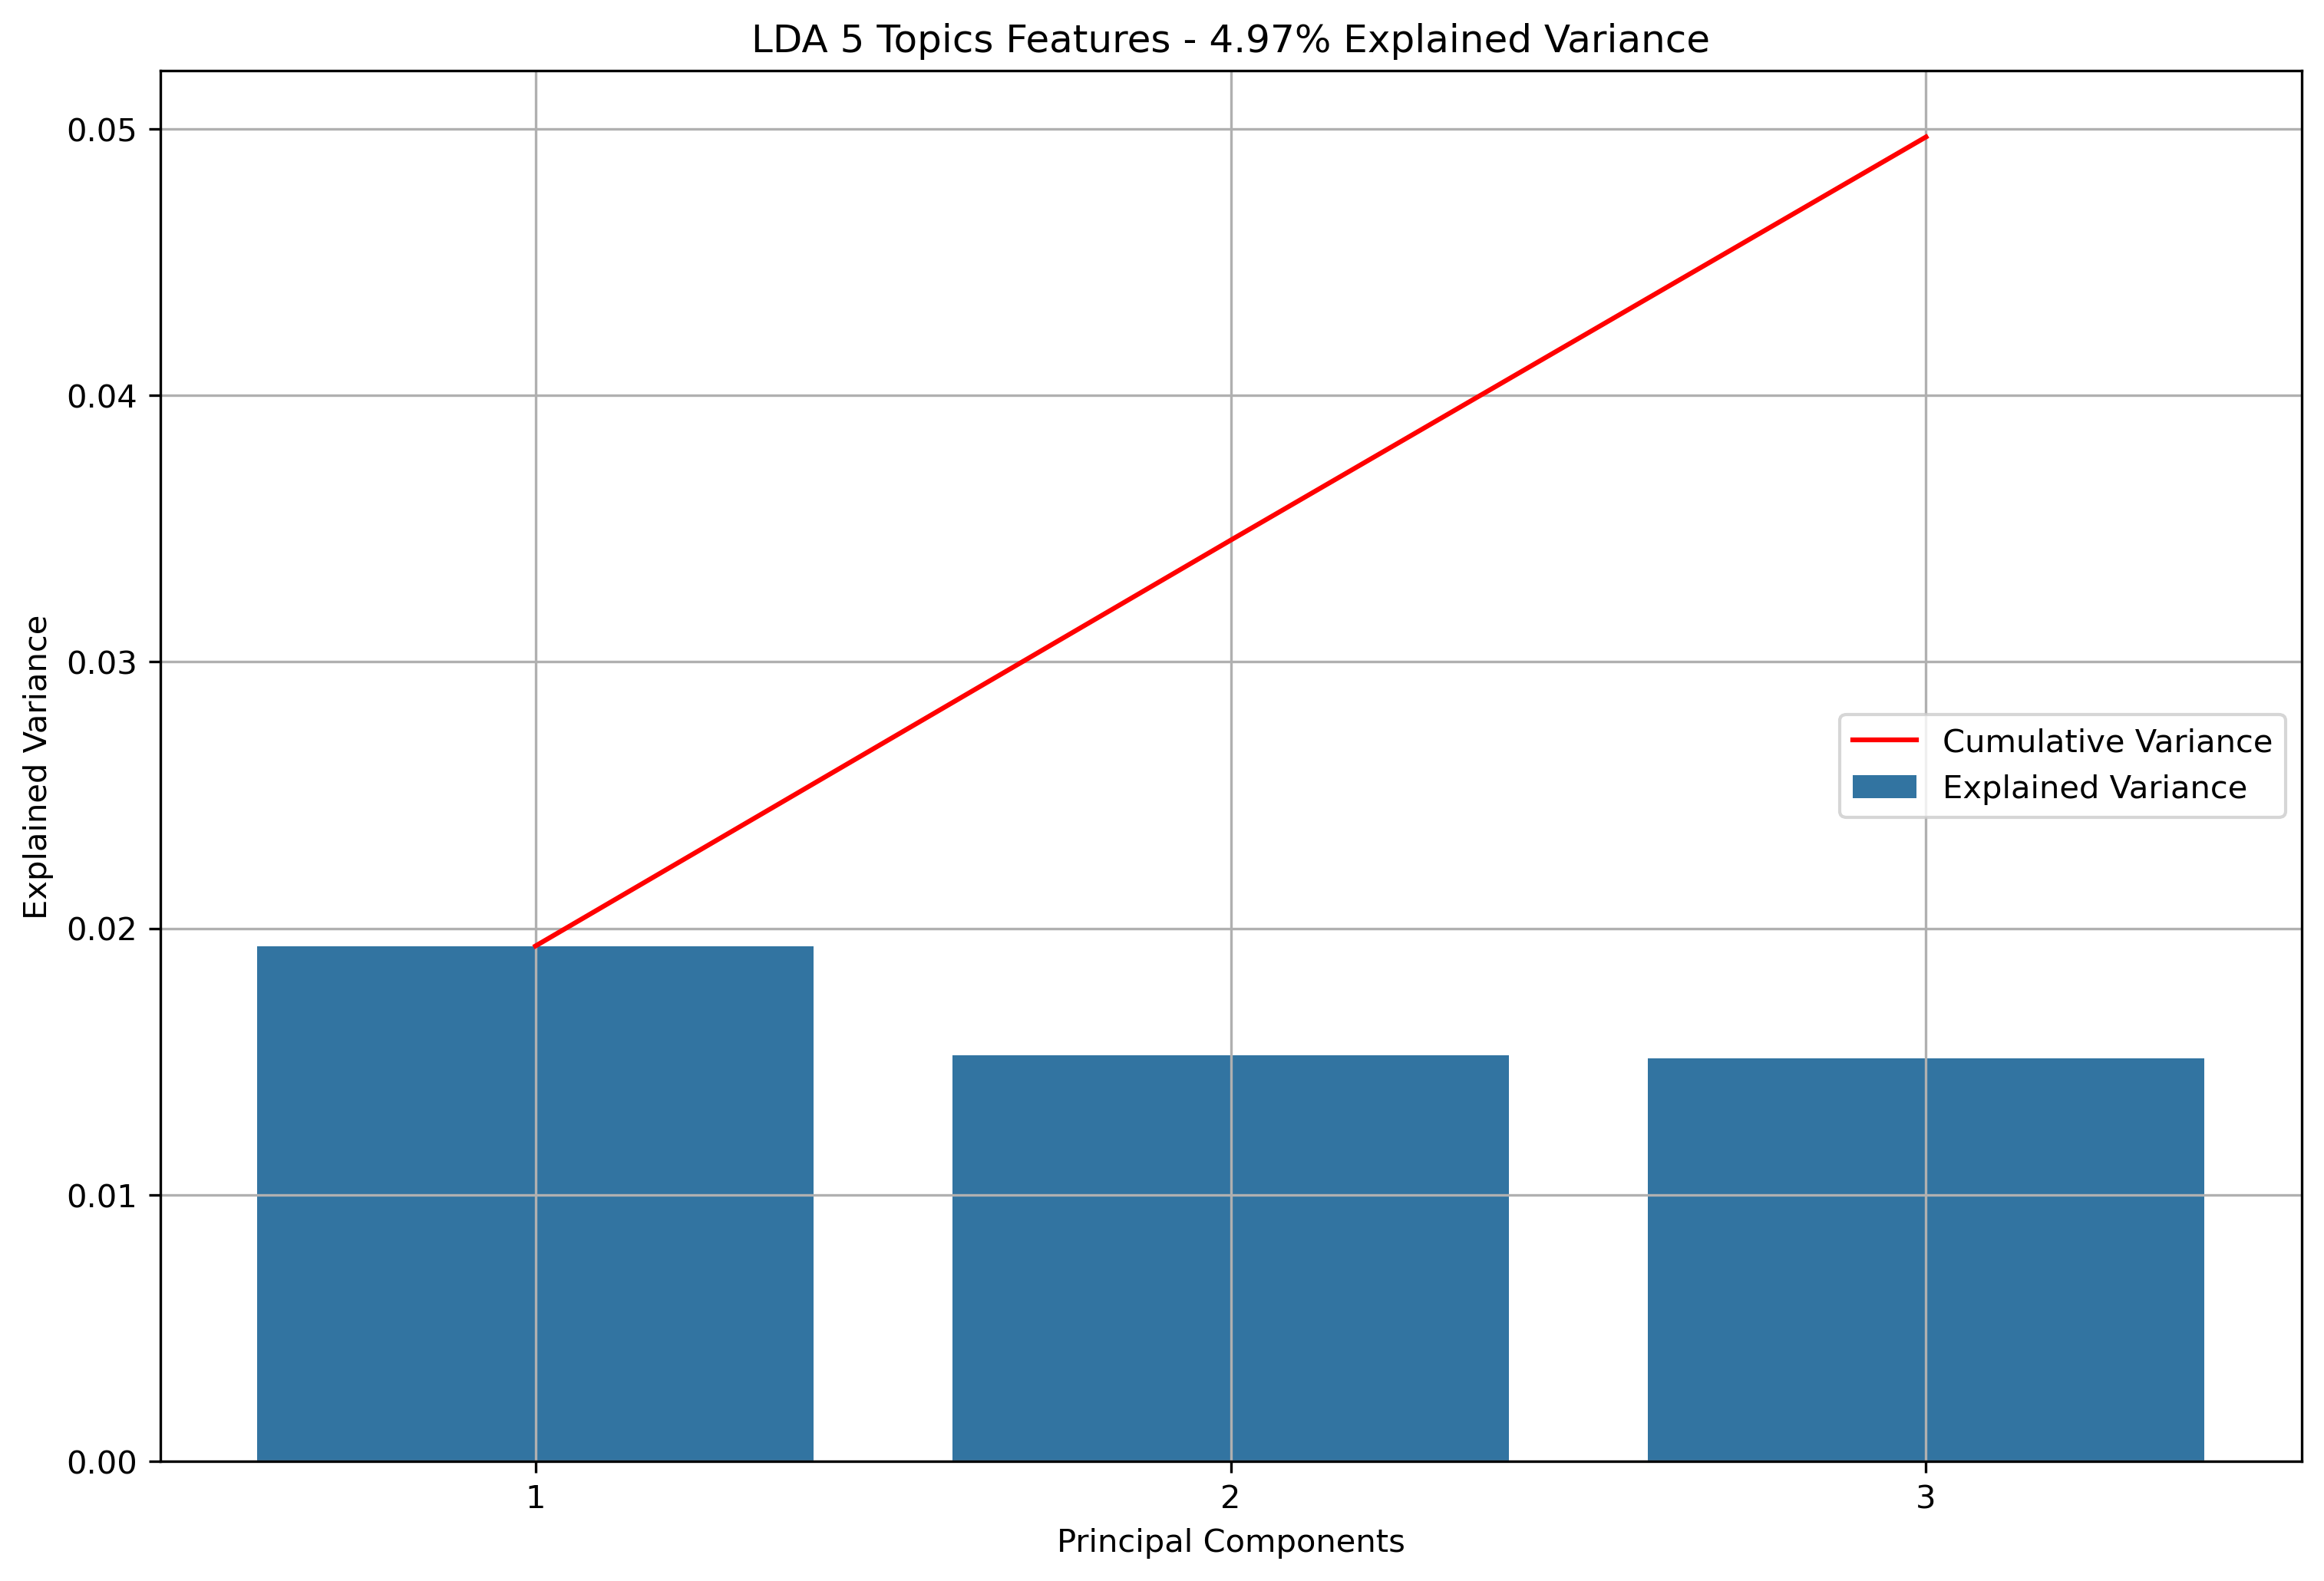 LDA 5 Topics Features - 4.97% Explained Variance
0.05
0.04
0.03
0.02
0.01
0.00
Explained Variance
Cumulative Variance
Explained Variance
1
2
3
Principal Components